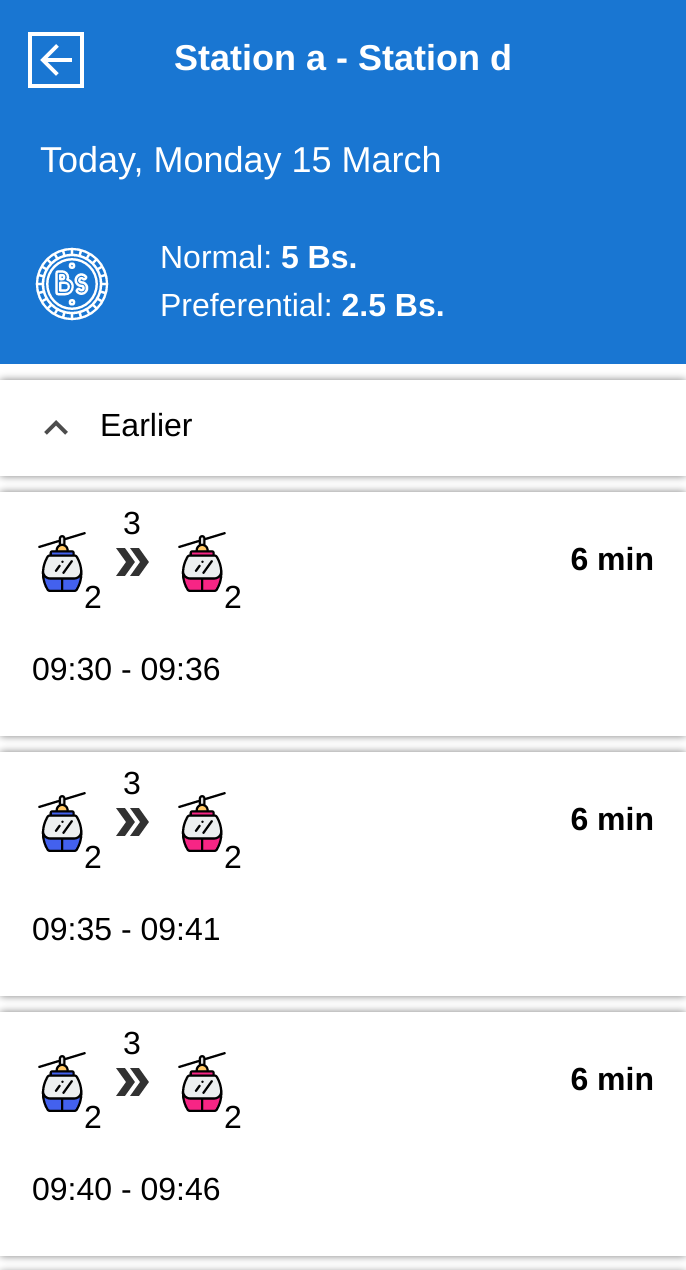 Station a - Station d
Today, Monday 15 March
Bs
Normal: 5 Bs.
Preferential: 2.5 Bs.
Earlier
3
2 2
6 min
09:30 - 09:36
3
2 2
6 min
09:35 - 09:41
3
2 2
6 min
09:40 - 09:46